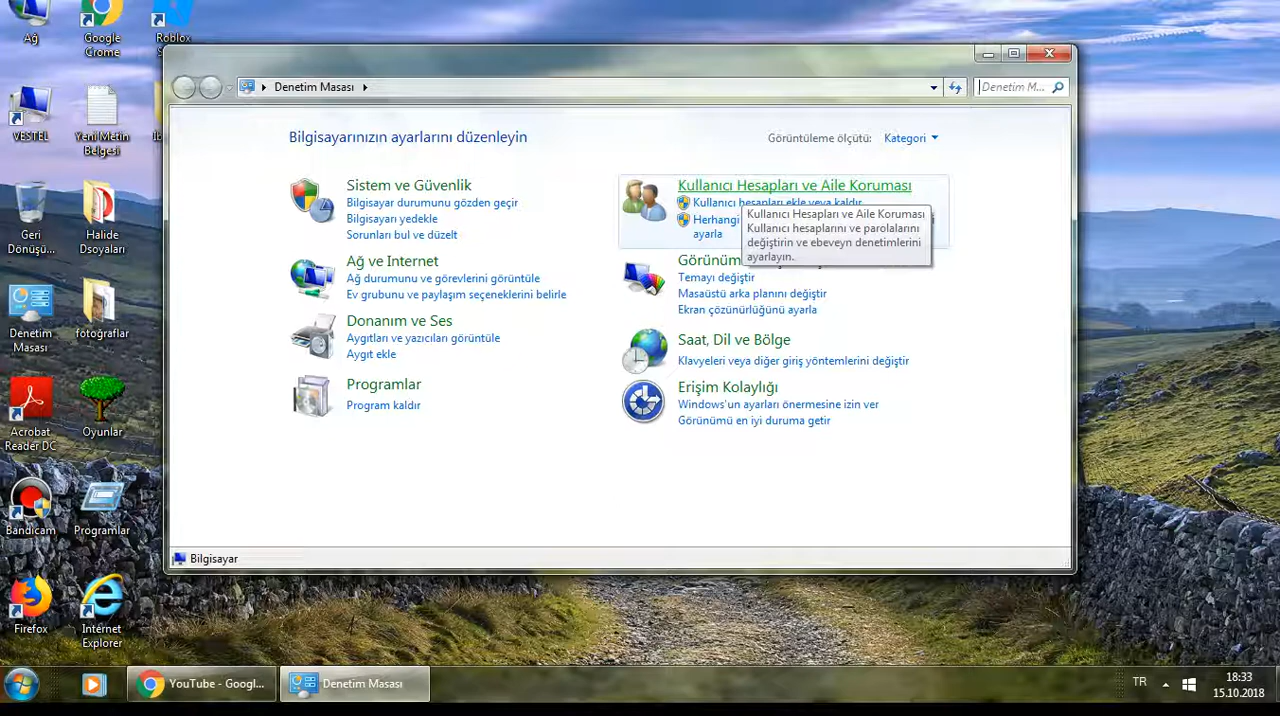 Ağ
Google
Crome
Roblox
VESTEL
Yeni Metin
Belgesi
Geri
Dönüşü...
Halide
Dsoyaları
Denetim
Masası
fotoğraflar
Acrobat
Reader DC
Oyunlar
Bandicam
Programlar
Firefox
Internet
Explorer
Denetim Masası
Denetim M...
Bilgisayarınızın ayarlarını düzenleyin
Görüntüleme ölçütü: Kategori
Sistem ve Güvenlik
Bilgisayar durumunu gözden geçir
Bilgisayarı yedekle
Sorunları bul ve düzelt
Ağ ve Internet
Ağ durumunu ve görevlerini görüntüle
Ev grubunu ve paylaşım seçeneklerini belirle
Donanım ve Ses
Aygıtları ve yazıcıları görüntüle
Aygıt ekle
Programlar
Program kaldır
Kullanıcı Hesapları ve Aile Koruması
Kullanıcı hesapları ekle veya kaldır
Herhangi
ayarla
Kullanıcı Hesapları ve Aile Koruması
Kullanıcı hesaplarını ve parolalarını
değiştirin ve ebeveyn denetimlerini
ayarlayın.
Görünüm
Temayı değiştir
Masaüstü arka planını değiştir
Ekran çözünürlüğünü ayarla
Saat, Dil ve Bölge
Klavyeleri veya diğer giriş yöntemlerini değiştir
Erişim Kolaylığı
Windows'un ayarları önermesine izin ver
Görünümü en iyi duruma getir
Bilgisayar
YouTube - Googl...
Denetim Masası
TR
18:33
15.10.2018